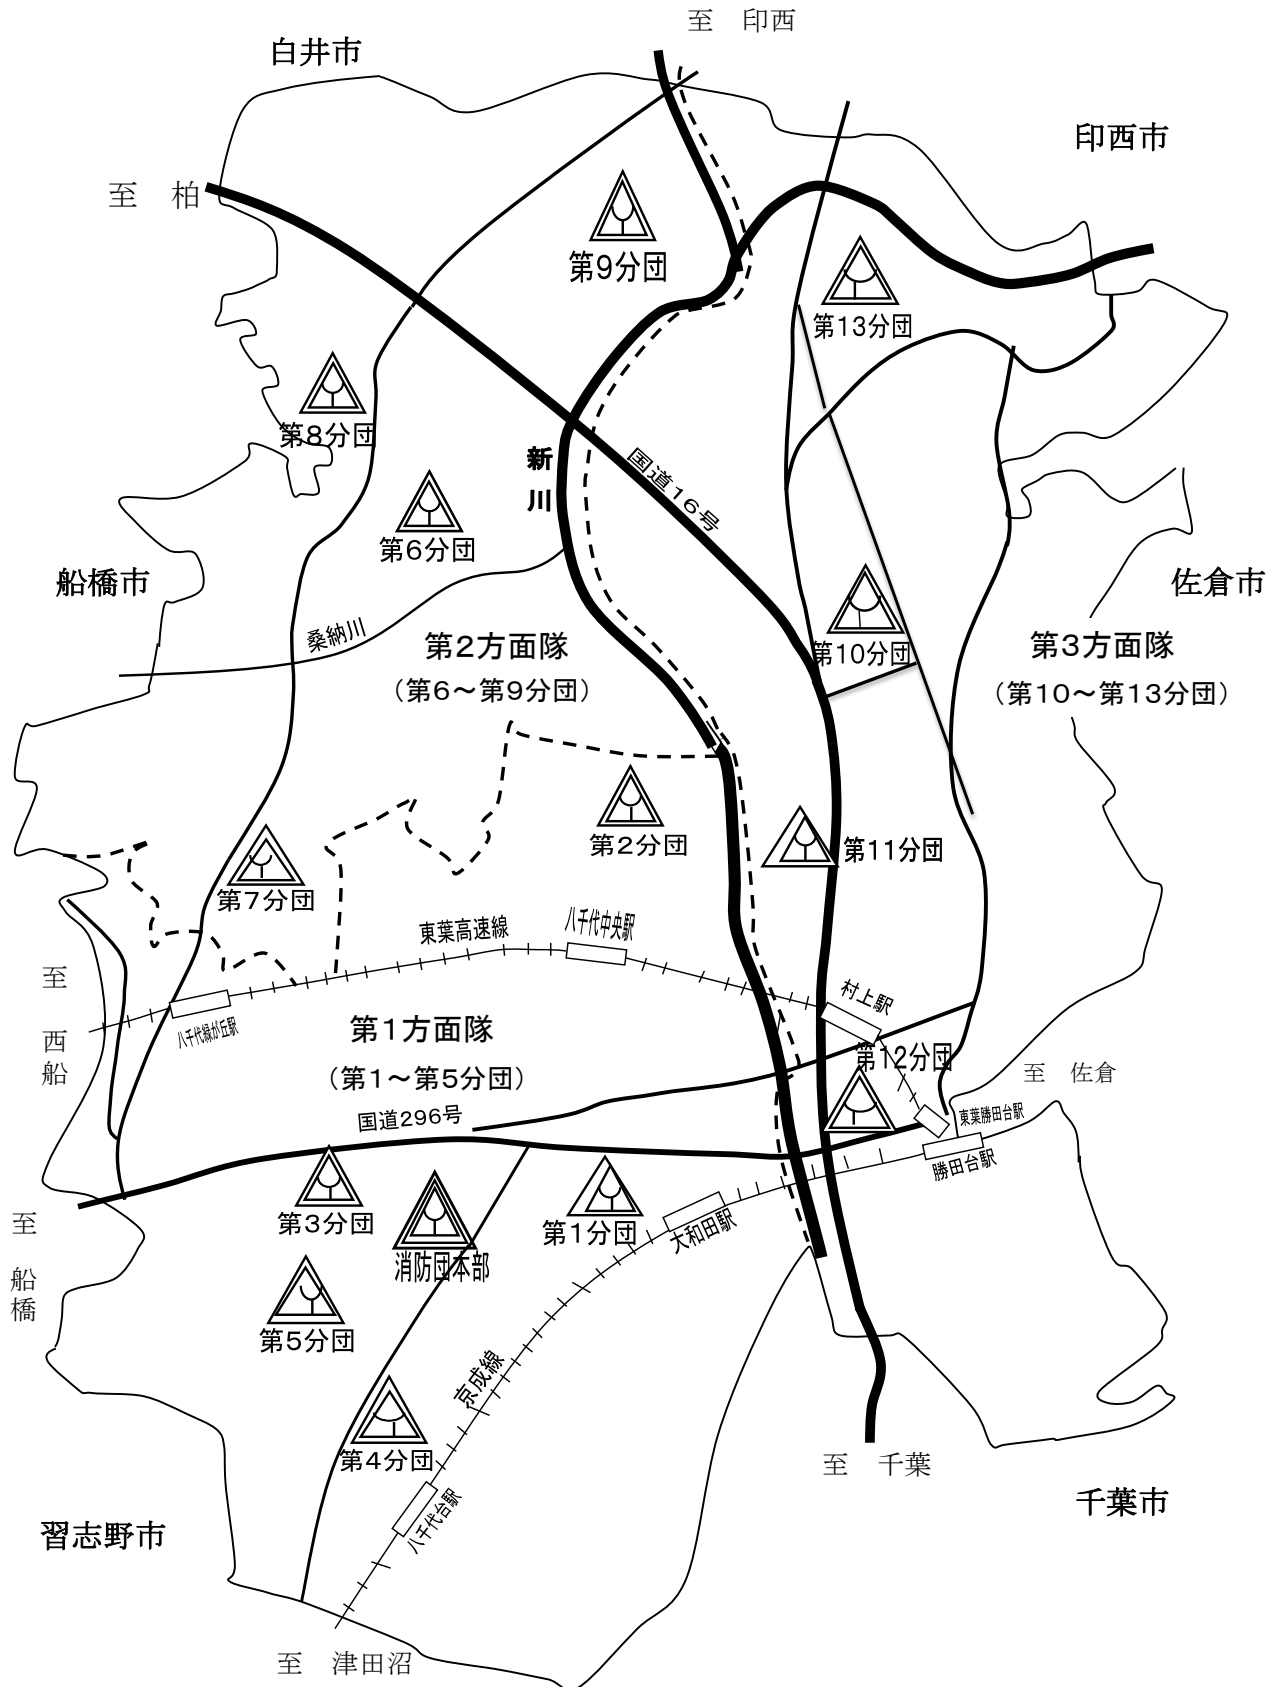 至　印西
白井市
印西市
至　柏
第9分団
第13分団
第8分団
新
川
国道16号
第6分団
船橋市
佐倉市
桑納川
第2方面隊
（第6～第9分団）
第10分団
第3方面隊
（第10～第13分団）
第2分団
第11分団
第7分団
東葉高速線
八千代中央駅
至
西
船
八千代緑が丘駅
村上駅
第1方面隊
（第1～第5分団）
第12分団
至　佐倉
国道296号
東葉勝田台駅
勝田台駅
至
船
橋
第3分団
消防団本部
第1分団
大和田駅
第5分団
京成線
第4分団
至　千葉
八千代台駅
千葉市
習志野市
至　津田沼